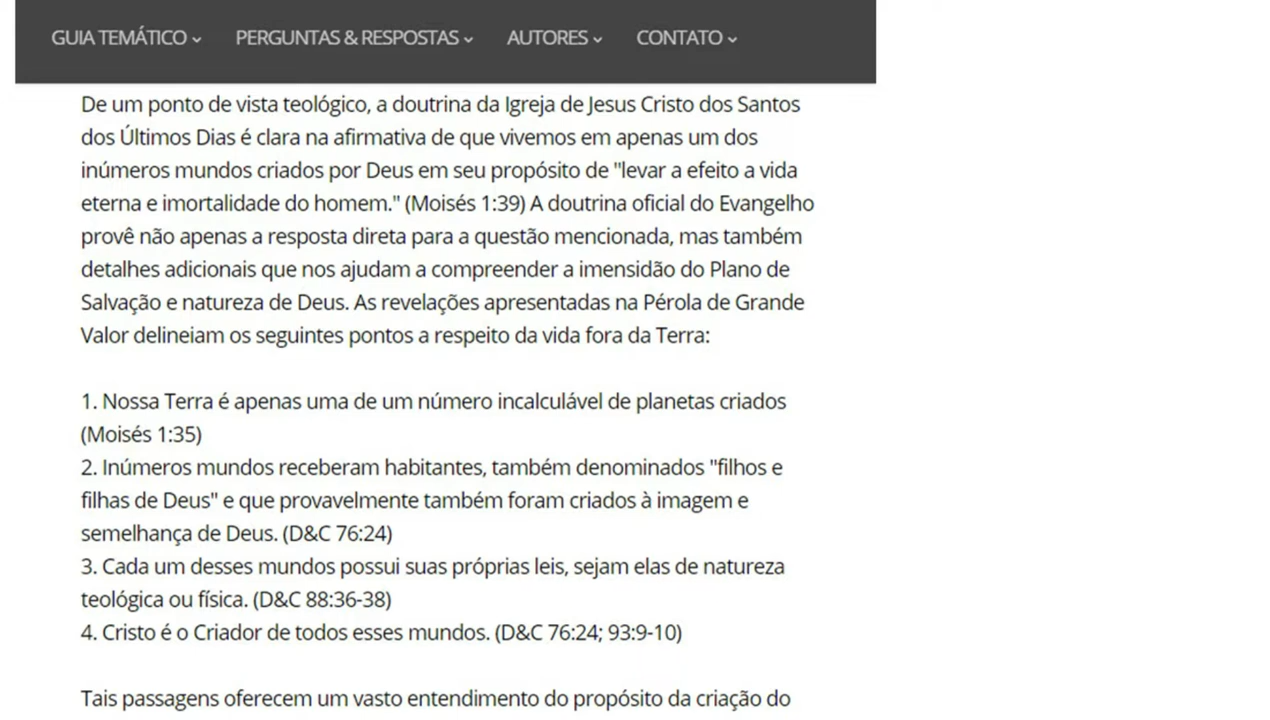 GUIA TEMÁTICO PERGUNTAS & RESPOSTAS AUTORES CONTATO
De um ponto de vista teológico, a doutrina da Igreja de Jesus Cristo dos Santos
dos Últimos Dias é clara na afirmativa de que vivemos em apenas um dos
inúmeros mundos criados por Deus em seu propósito de "levar a efeito a vida
eterna e imortalidade do homem." (Moisés 1:39) A doutrina oficial do Evangelho
provê não apenas a resposta direta para a questão mencionada, mas também
detalhes adicionais que nos ajudam a compreender a imensidão do Plano de
Salvação e natureza de Deus. As revelações apresentadas na Pérola de Grande
Valor delineiam os seguintes pontos a respeito da vida fora da Terra:
1. Nossa Terra é apenas uma de um número incalculável de planetas criados
(Moisés 1:35)
2. Inúmeros mundos receberam habitantes, também denominados "filhos e
filhas de Deus" e que provavelmente também foram criados à imagem e
semelhança de Deus. (D&C 76:24)
3. Cada um desses mundos possui suas próprias leis, sejam elas de natureza
teológica ou física. (D&C 88:36-38)
4. Cristo é o Criador de todos esses mundos. (D&C 76:24; 93:9-10)
Tais passagens oferecem um vasto entendimento do propósito da criação do